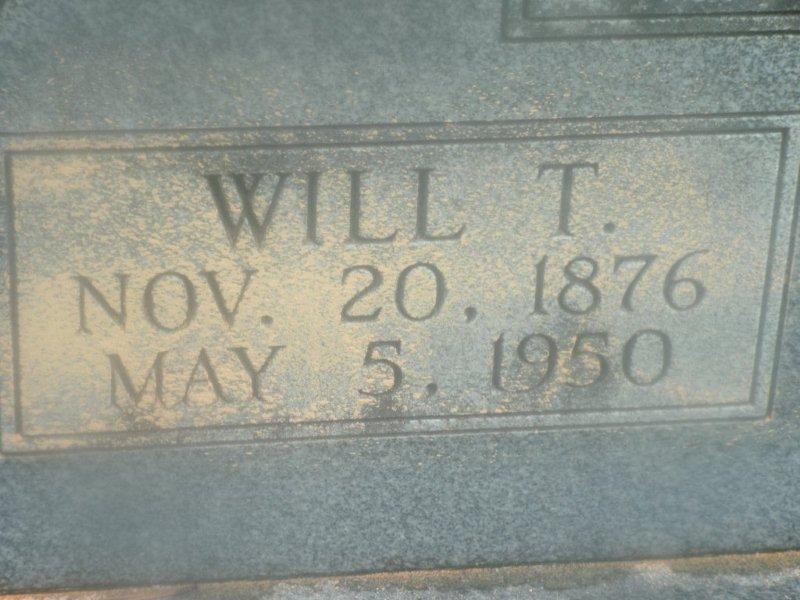 WILL T.
NOV. 20, 1876
MAY 5, 1950